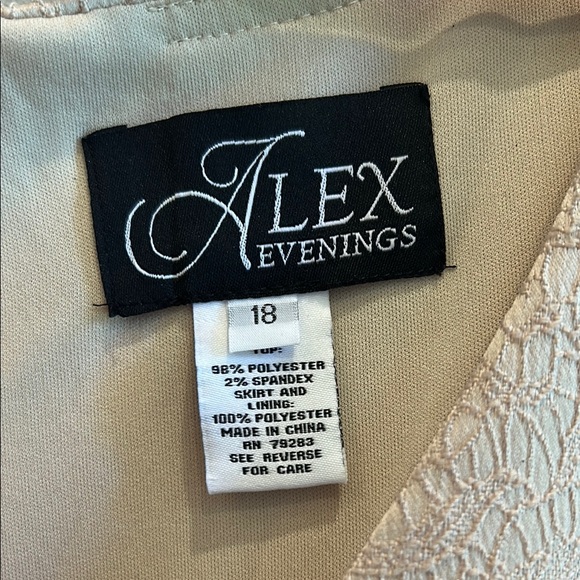 ALEX
EVENINGS
18
TOP:
98% POLYESTER
2% SPANDEX
SKIRT AND
LINING:
100% POLYESTER
MADE IN CHINA
RN 79283
SEE REVERSE
FOR CARE